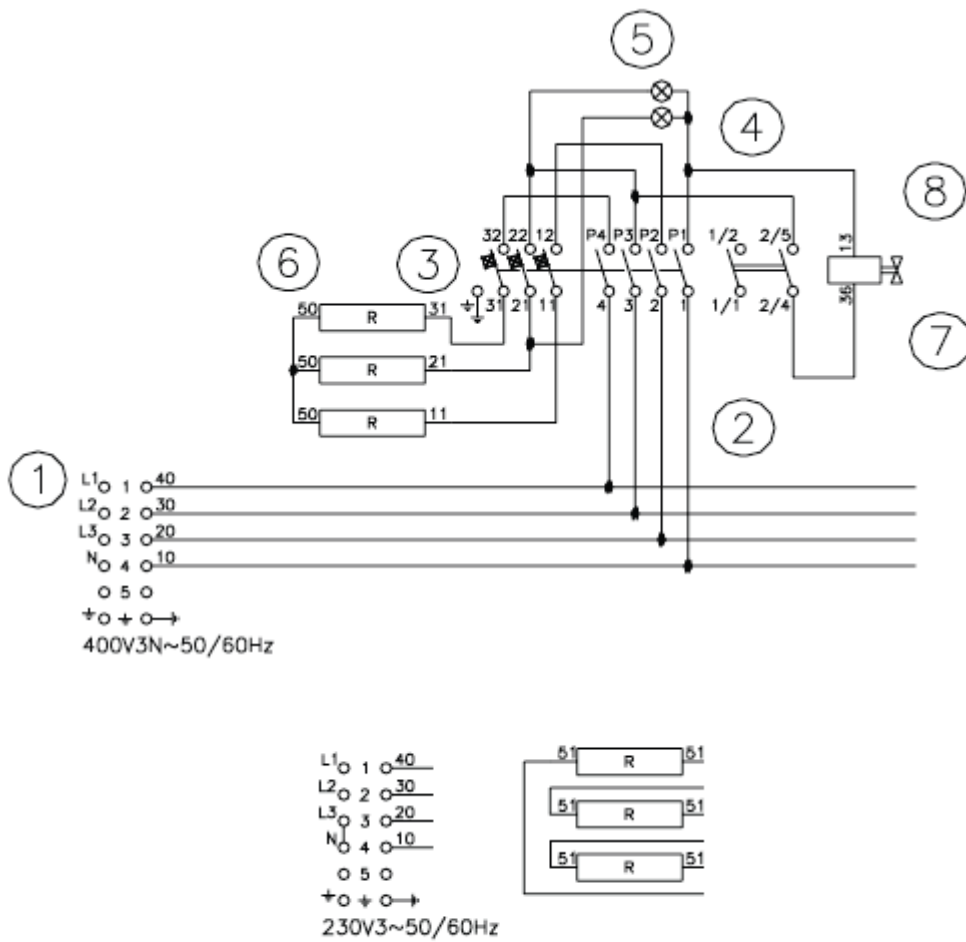 5
4
8
32 22 12 P4 P3 P2 P1 1/2 2/5 13
6 3
50 R 31 31 21 11 4 3 2 1 1/1 2/4 36
7
50 R 21
50 R 11
2
1
L1 1 40
L2 2 30
L3 3 20
N 4 10
5
400V3N~50/60Hz
L1 1 40
L2 2 30
L3 3 20
N 4 10
5
230V3~50/60Hz
51 R 51
51 R 51
51 R 51